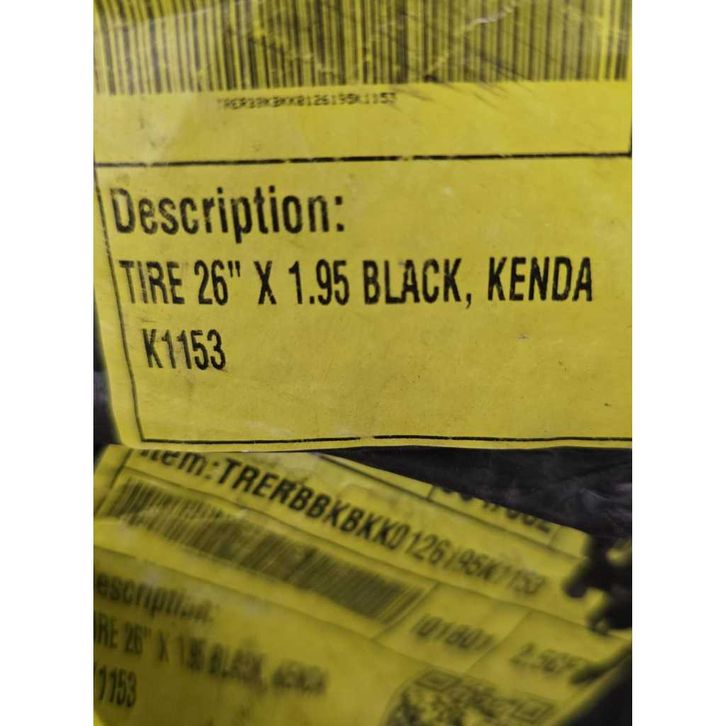 TRERBBKBKK0126195K1153
Description:
TIRE 26" X 1.95 BLACK, KENDA
K1153
Item:TRERBBKBKK0126195K1153
Description:
TIRE 26" X 1.95 BLACK, KENDA
K1153